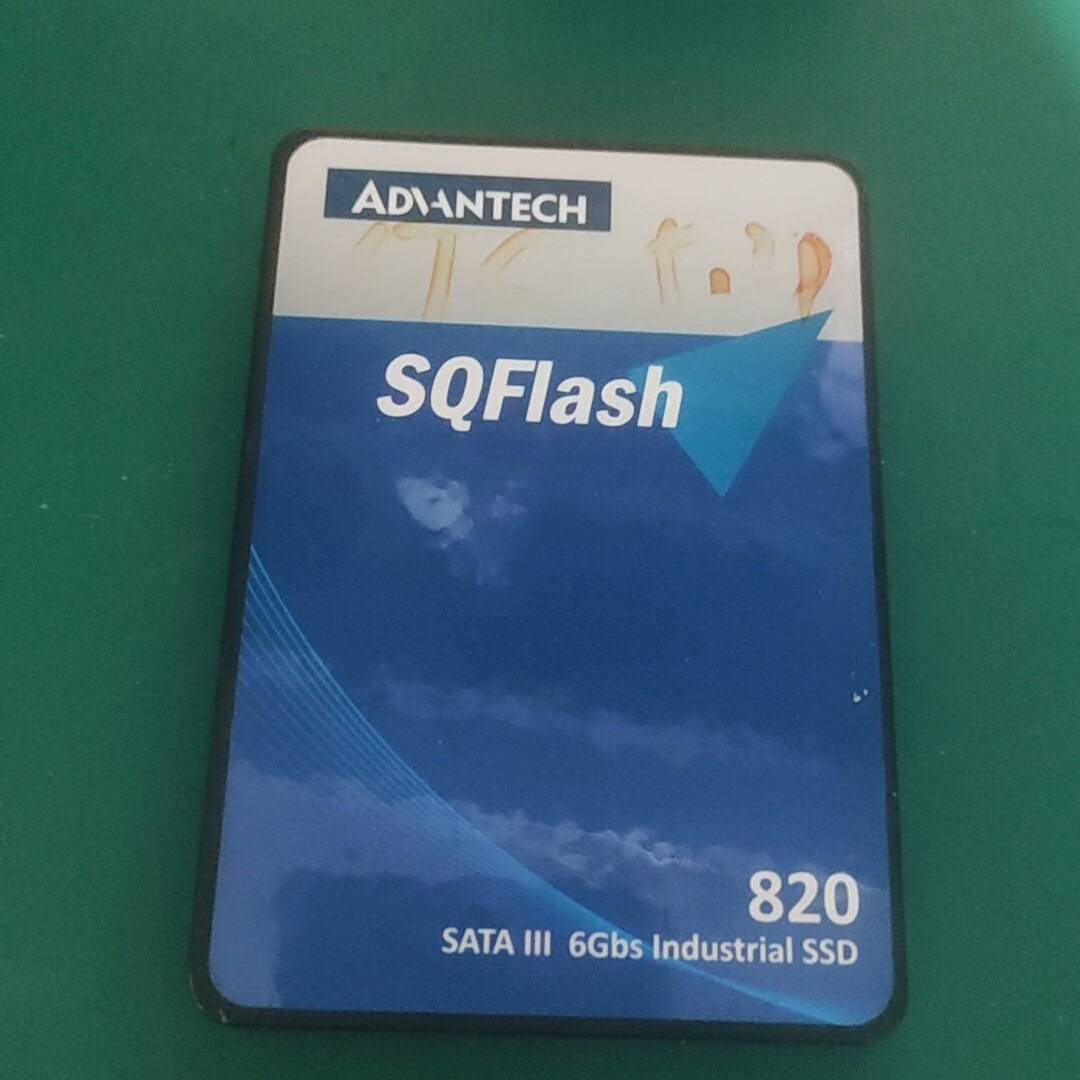 ADVANTECH
SQFlash
820
SATA III 6Gbs Industrial SSD